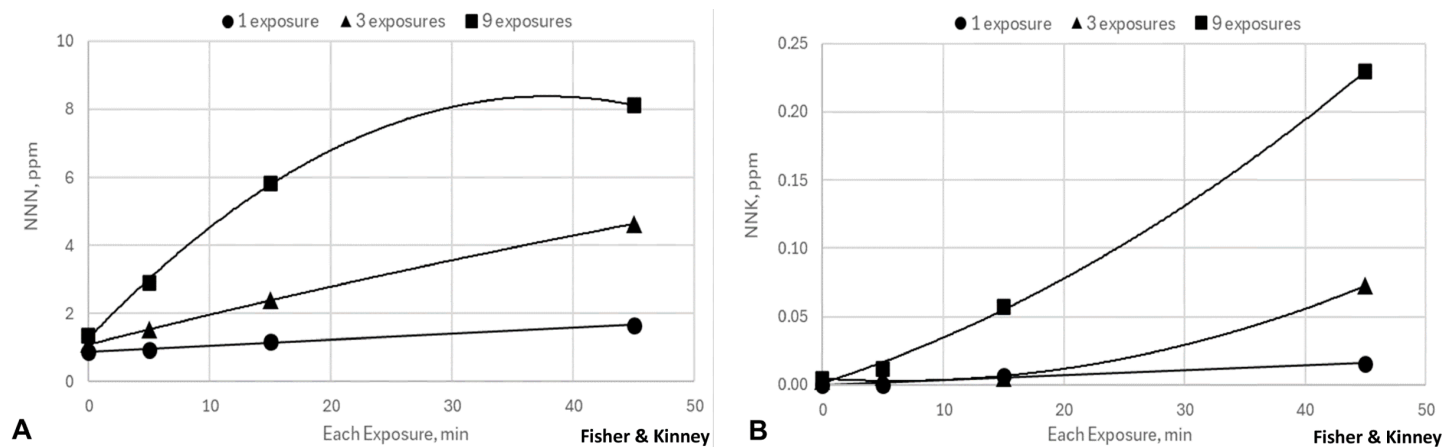 1 exposure 3 exposures 9 exposures
10
8
6
4
2
0
NNN, ppm
0 10 20 30 40 50
Each Exposure, min
A
Fisher & Kinney
1 exposure 3 exposures 9 exposures
0.25
0.20
0.15
0.10
0.05
0.00
NNK, ppm
0 10 20 30 40 50
Each Exposure, min
B
Fisher & Kinney